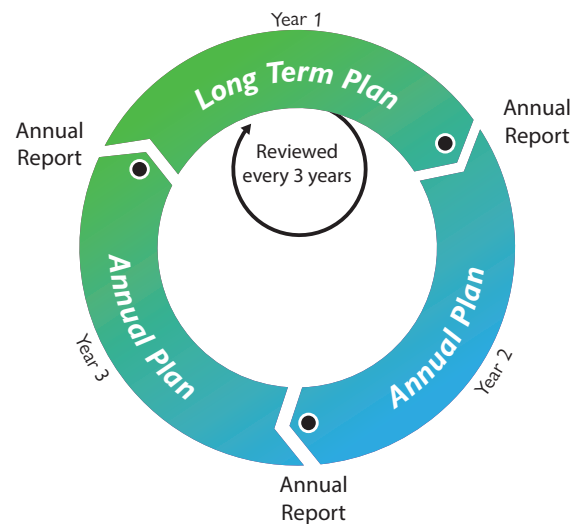 Year 1
Long Term Plan
Annual
Report
Annual
Report
Reviewed
every 3 years
Annual Plan
Year 2
Annual Plan
Year 3
Annual
Report